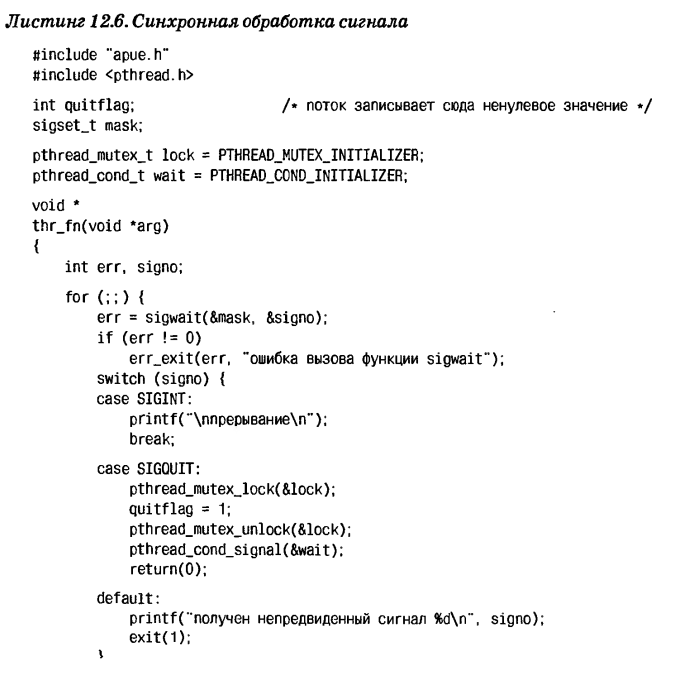 Листинг 12.6. Синхронная обработка сигнала
#include "apue.h"
#include <pthread.h>
int quitflag; /* поток записывает сюда ненулевое значение */
sigset_t mask;
pthread_mutex_t lock = PTHREAD_MUTEX_INITIALIZER;
pthread_cond_t wait = PTHREAD_COND_INITIALIZER;
void *
thr_fn(void *arg)
{
int err, signo;
for (;;) {
err = sigwait(&mask, &signo);
if (err != 0)
err_exit(err, "ошибка вызова функции sigwait");
switch (signo) {
case SIGINT:
printf("\nпрерывание\n");
break;
case SIGQUIT:
pthread_mutex_lock(&lock);
quitflag = 1;
pthread_mutex_unlock(&lock);
pthread_cond_signal(&wait);
return(0);
default:
printf("получен непредвиденный сигнал %d\n", signo);
exit(1);
}